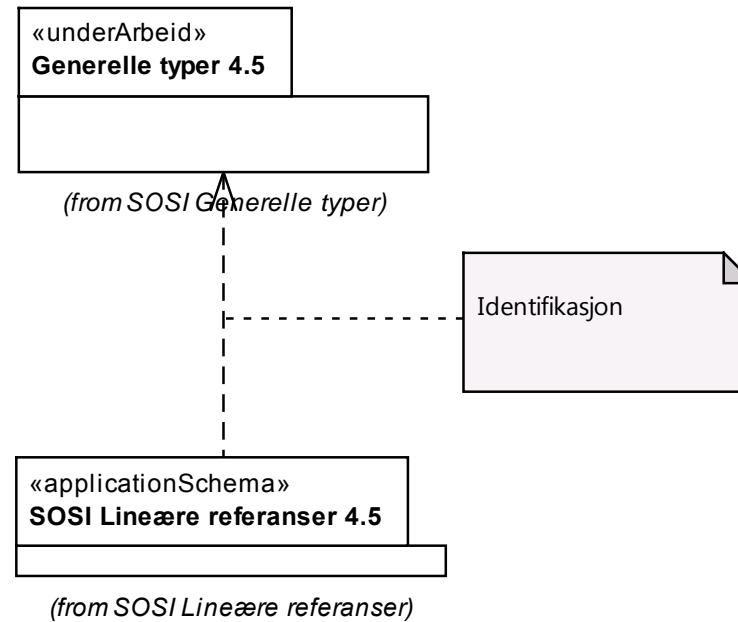 «underArbeid»
Generelle typer 4.5
(from SOSI Generelle typer)
Identifikasjon
«applicationSchema»
SOSI Lineære referanser 4.5
(from SOSI Lineære referanser)